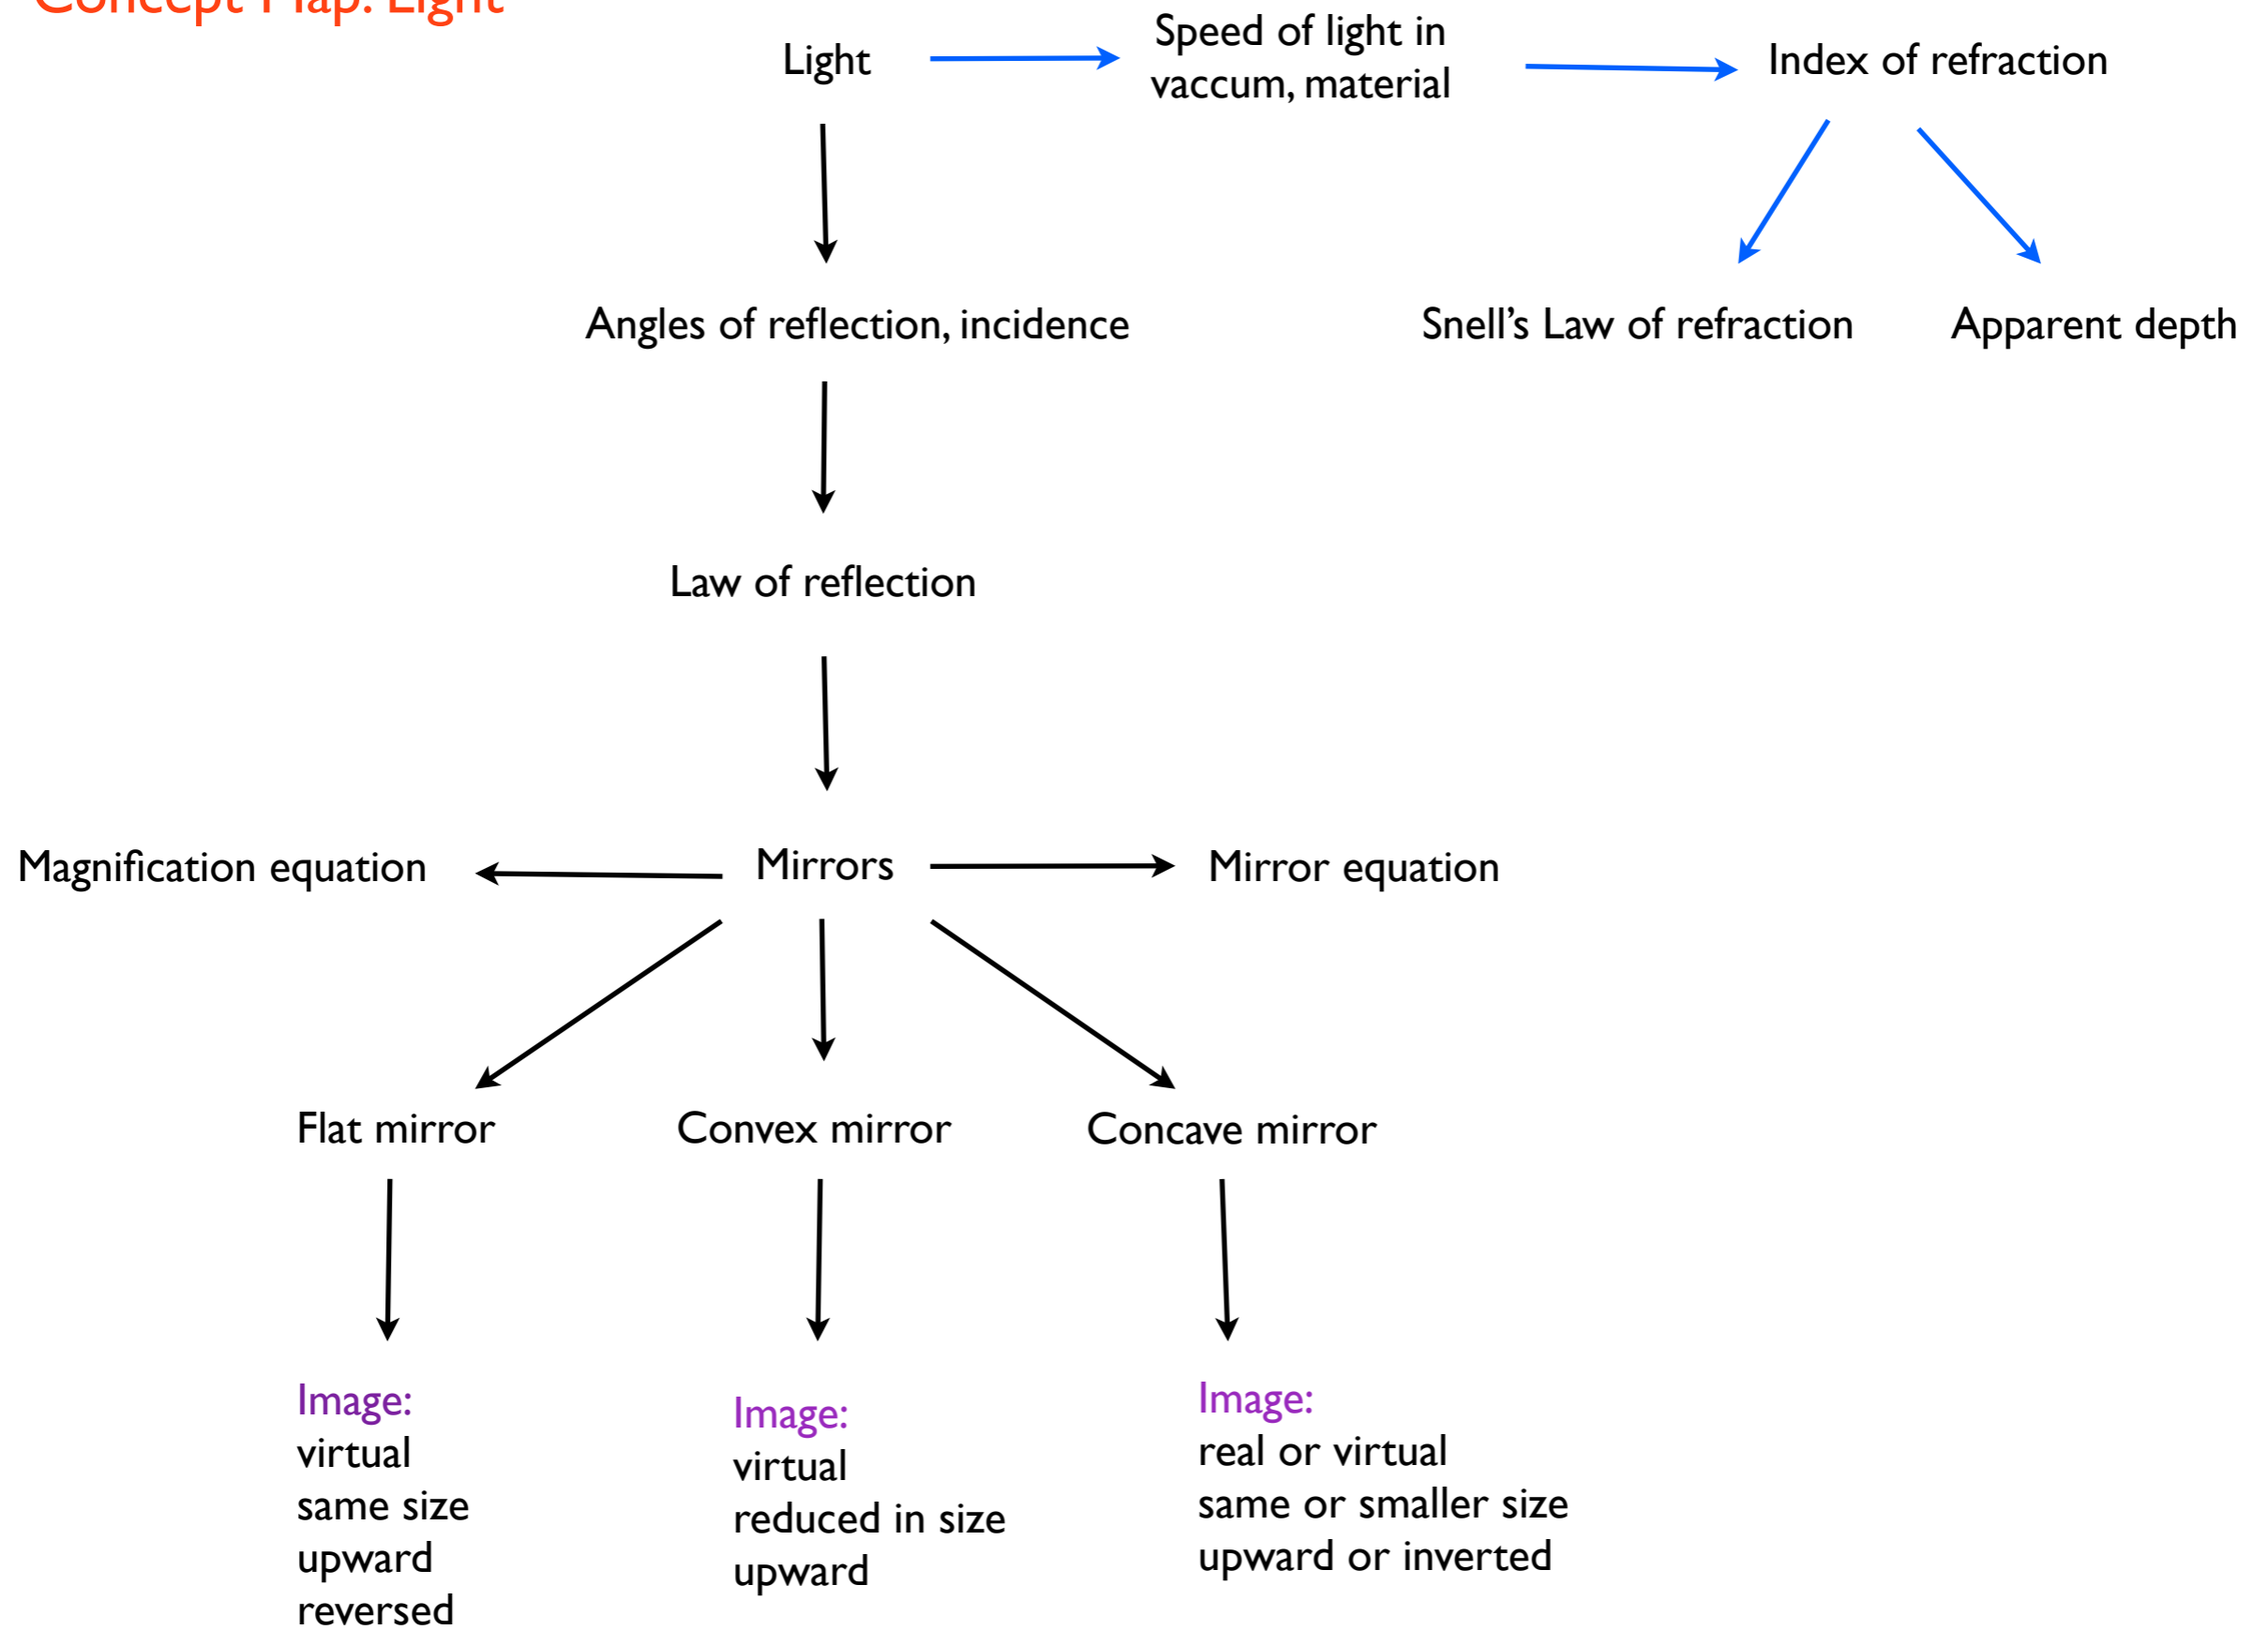 Concept Map: Light
Light
Speed of light in
vaccum, material
Index of refraction
Angles of reflection, incidence
Snell’s Law of refraction
Apparent depth
Law of reflection
Magnification equation
Mirrors
Mirror equation
Flat mirror
Convex mirror
Concave mirror
Image:
virtual
same size
upward
reversed
Image:
virtual
reduced in size
upward
Image:
real or virtual
same or smaller size
upward or inverted